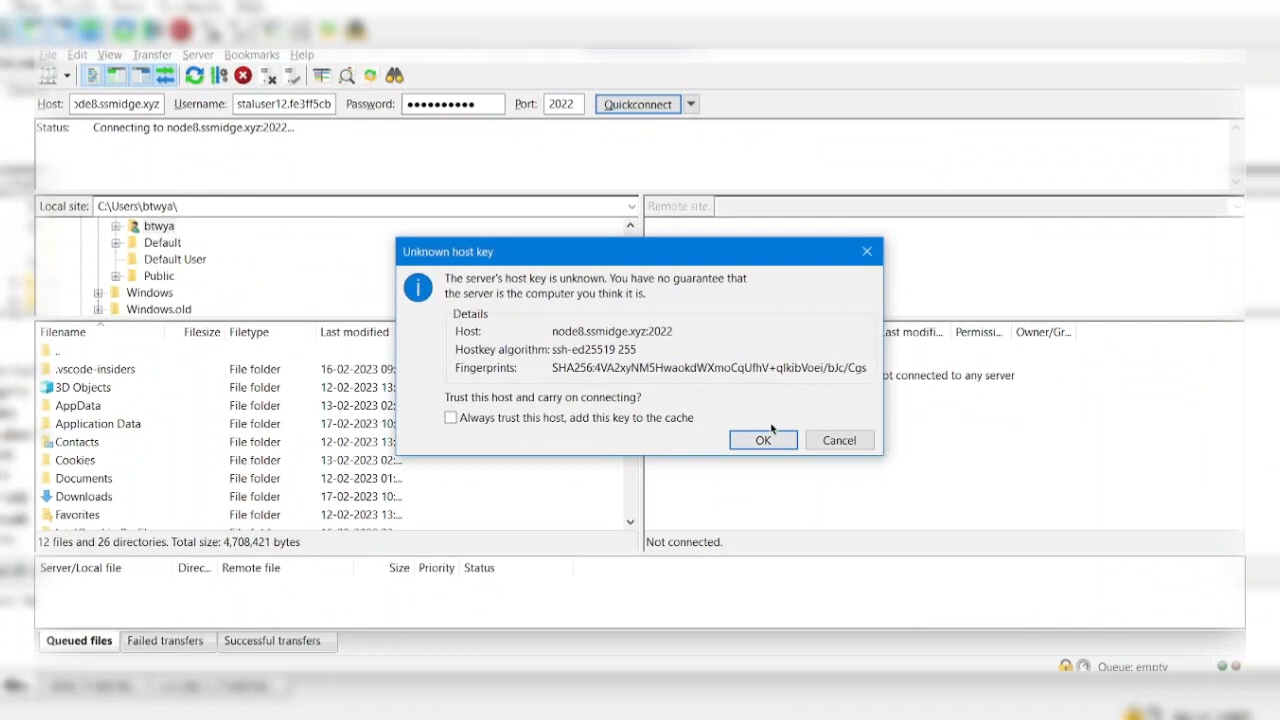 File Edit View Transfer Server Bookmarks Help
Host: ode8.ssmidge.xyz Username: staluser12.fe3ff5cb Password: ●●●●●●●●●● Port: 2022 Quickconnect
Status: Connecting to node8.ssmidge.xyz:2022...
Local site: C:\Users\btwya\
Remote site:
btwya
Default
Default User
Public
Windows
Windows.old
Unknown host key
The server's host key is unknown. You have no guarantee that
the server is the computer you think it is.
Details
Host: node8.ssmidge.xyz:2022
Hostkey algorithm: ssh-ed25519 255
Fingerprints: SHA256:4VA2xyNM5HwaokdWXmoCqUfhV+qIkibVoei/bJc/Cgs
Trust this host and carry on connecting?
Always trust this host, add this key to the cache
OK Cancel
Filename Filesize Filetype Last modified
..
.vscode-insiders File folder 16-02-2023 09:
3D Objects File folder 12-02-2023 13:
AppData File folder 13-02-2023 02:
Application Data File folder 17-02-2023 10:
Contacts File folder 12-02-2023 13:
Cookies File folder 13-02-2023 02:...
Documents File folder 12-02-2023 01:...
Downloads File folder 17-02-2023 10:...
Favorites File folder 12-02-2023 13:...
12 files and 26 directories. Total size: 4,708,421 bytes
ast modifi... Permissi... Owner/Gr...
ot connected to any server
Not connected.
Server/Local file Direc... Remote file Size Priority Status
Queued files Failed transfers Successful transfers
Queue: empty